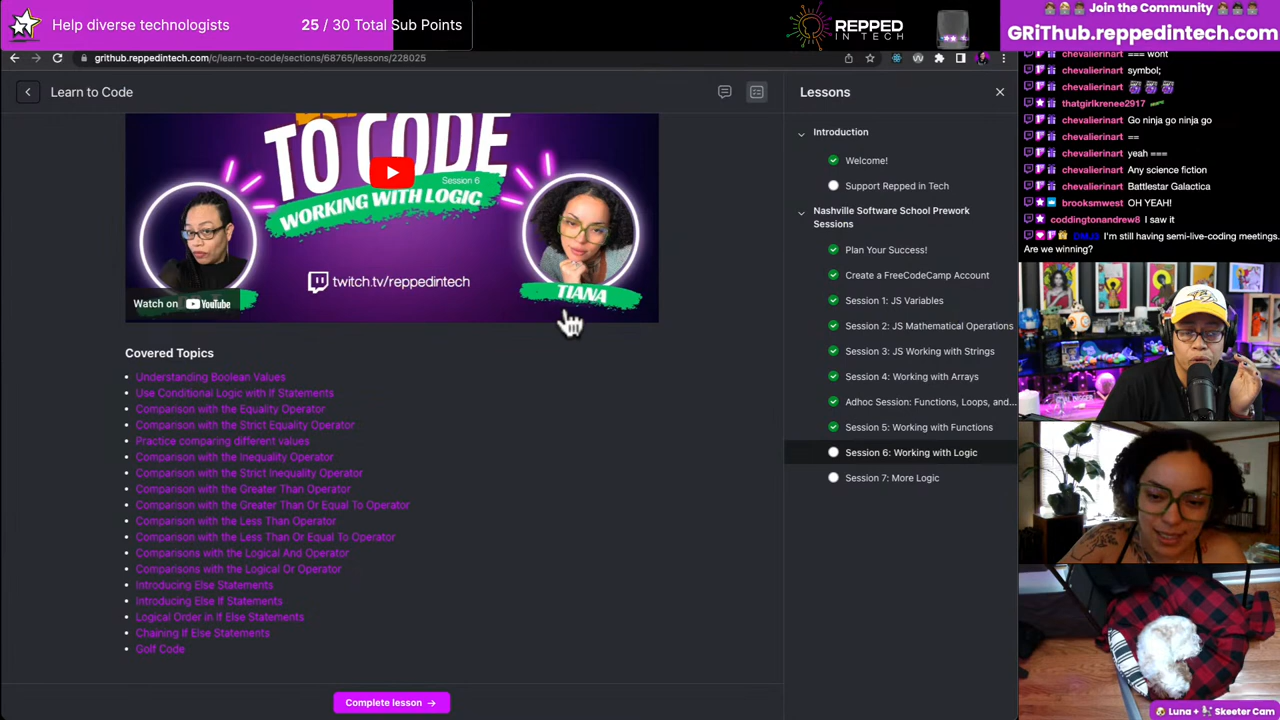 Help diverse technologists
25 / 30 Total Sub Points
REPPED
IN TECH
Join the Community
GRiThub.reppedintech.com
grithub.reppedintech.com/c/learn-to-code/sections/68765/lessons/228025
Learn to Code
TO CODE
Session 6
WORKING WITH LOGIC
twitch.tv/reppedintech
TIANA
Watch on YouTube
Covered Topics
Understanding Boolean Values
Use Conditional Logic with If Statements
Comparison with the Equality Operator
Comparison with the Strict Equality Operator
Practice comparing different values
Comparison with the Inequality Operator
Comparison with the Strict Inequality Operator
Comparison with the Greater Than Operator
Comparison with the Greater Than Or Equal To Operator
Comparison with the Less Than Operator
Comparison with the Less Than Or Equal To Operator
Comparisons with the Logical And Operator
Comparisons with the Logical Or Operator
Introducing Else Statements
Introducing Else If Statements
Logical Order in If Else Statements
Chaining If Else Statements
Golf Code
Complete lesson →
Lessons
Introduction
Welcome!
Support Repped in Tech
Nashville Software School Prework
Sessions
Plan Your Success!
Create a FreeCodeCamp Account
Session 1: JS Variables
Session 2: JS Mathematical Operations
Session 3: JS Working with Strings
Session 4: Working with Arrays
Adhoc Session: Functions, Loops, and...
Session 5: Working with Functions
Session 6: Working with Logic
Session 7: More Logic
chevalierinart === wont
chevalierinart symbol;
chevalierinart
thatgirlkrenee2917
chevalierinart Go ninja go ninja go
chevalierinart ==
chevalierinart yeah ===
chevalierinart Any science fiction
chevalierinart Battlestar Galactica
brooksmwest OH YEAH!
coddingtonandrew8 I saw it
I'm still having semi-live-coding meetings.
Are we winning?
Luna + Skeeter Cam